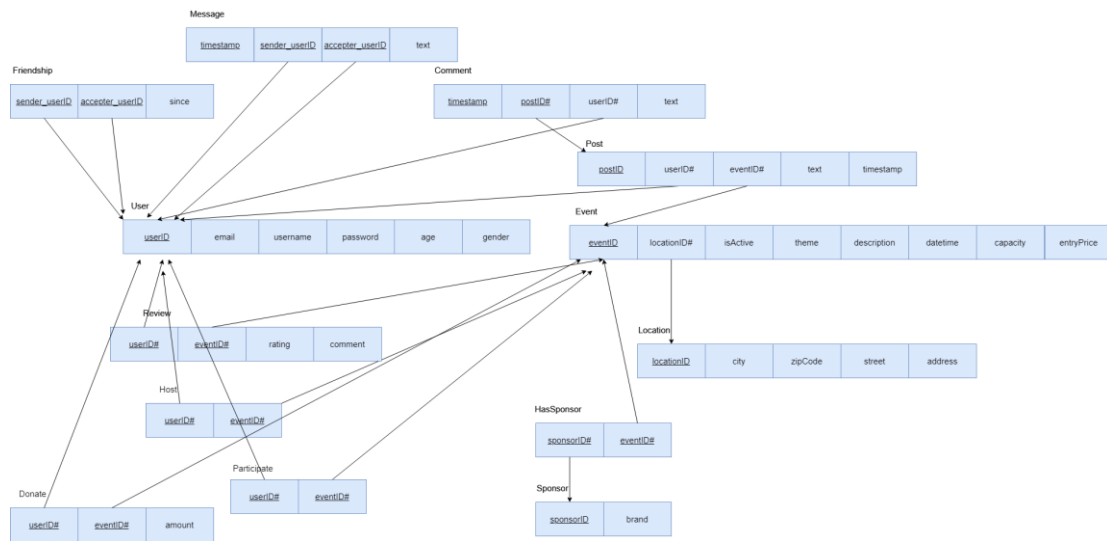 Message
timestamp sender_userID accepter_userID text
Friendship
sender_userID accepter_userID since
Comment
timestamp postID# userID# text
Post
postID userID# eventID# text timestamp
User
userID email username password age gender
Event
eventID locationID# isActive theme description datetime capacity entryPrice
Review
userID# eventID# rating comment
Location
locationID city zipCode street address
Host
userID# eventID#
HasSponsor
sponsorID# eventID#
Participate
userID# eventID#
Donate
userID# eventID# amount
Sponsor
sponsorID brand